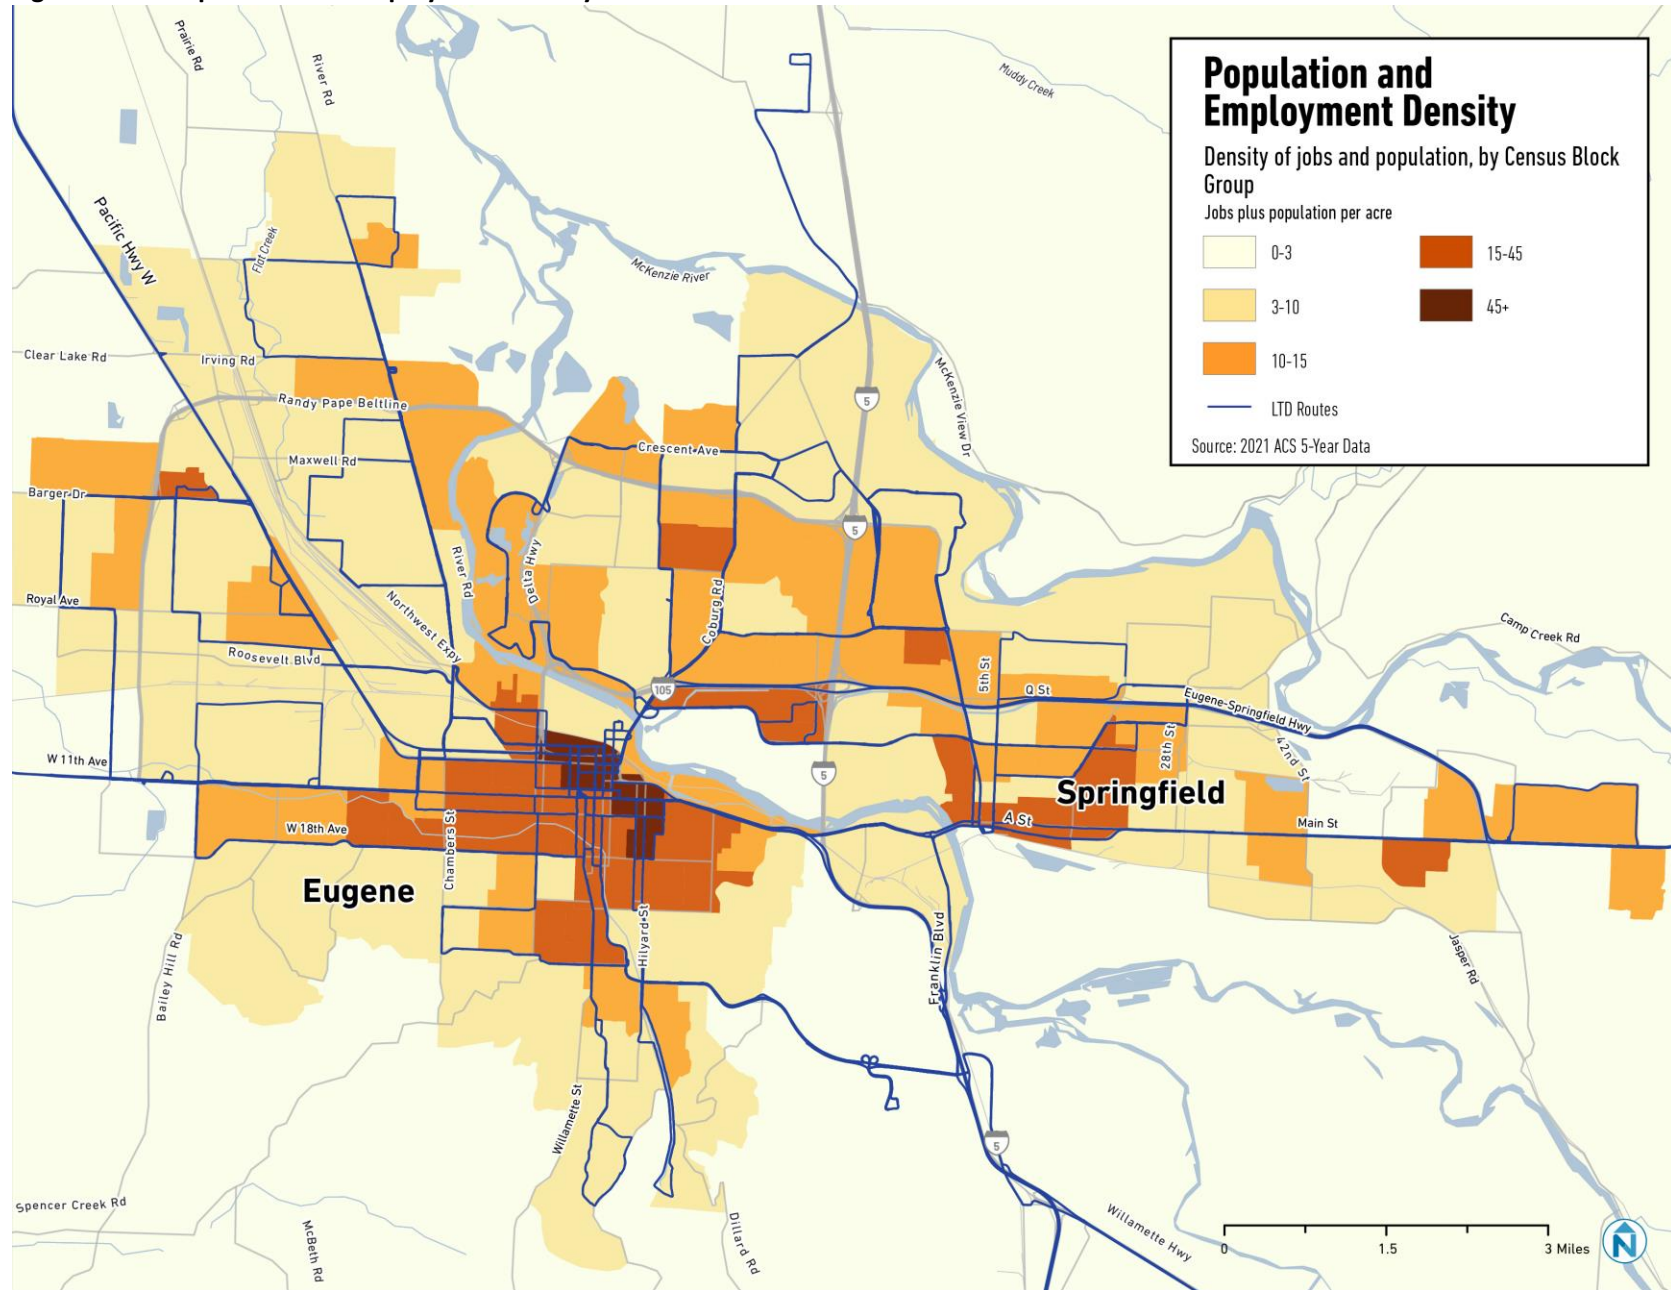 Prairie Rd
River Rd
Muddy Creek
Population and
Employment Density
Density of jobs and population, by Census Block
Group
Jobs plus population per acre
0-3
15-45
3-10
45+
10-15
LTD Routes
Source: 2021 ACS 5-Year Data
Pacific Hwy W
Flat Creek
McKenzie River
Clear Lake Rd
Irving Rd
McKenzie View Dr
5
Randy Pape Beltline
Crescent Ave
Maxwell Rd
Barger Dr
5
River Rd
Delta Hwy
Coburg Rd
Royal Ave
Northwest Expy
Camp Creek Rd
Roosevelt Blvd
5th St
105
Q St
Eugene-Springfield Hwy
28th St
42nd St
W 11th Ave
5
Springfield
A St
Main St
W 18th Ave
Chambers St
Eugene
Hilyard St
Franklin Blvd
Bailey Hill Rd
Jasper Rd
Willamette St
5
Spencer Creek Rd
McBeth Rd
Dillard Rd
Willamette Hwy
0
1.5
3 Miles
N